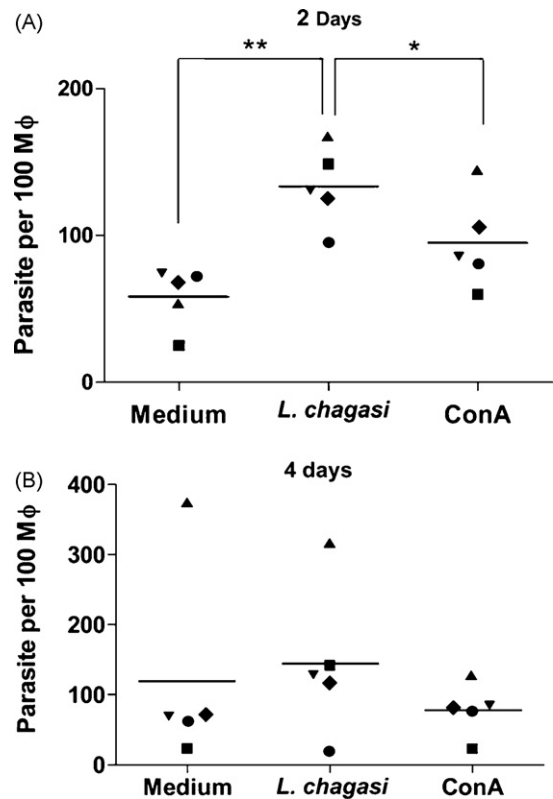 (A)
2 Days
**
*
Parasite per 100 Mϕ
200
100
0
Medium
L. chagasi
ConA
(B)
4 days
Parasite per 100 Mϕ
400
300
200
100
0
Medium
L. chagasi
ConA